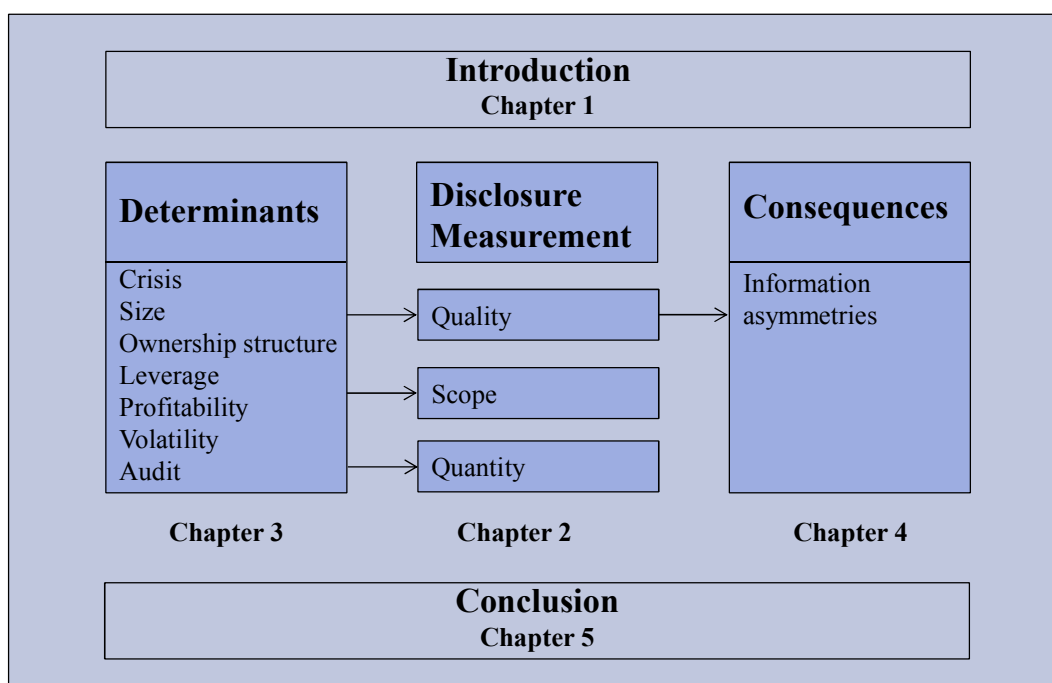 Introduction
Chapter 1
Determinants
Crisis
Size
Ownership structure
Leverage
Profitability
Volatility
Audit
Chapter 3
Disclosure
Measurement
Quality
Scope
Quantity
Chapter 2
Consequences
Information
asymmetries
Chapter 4
Conclusion
Chapter 5